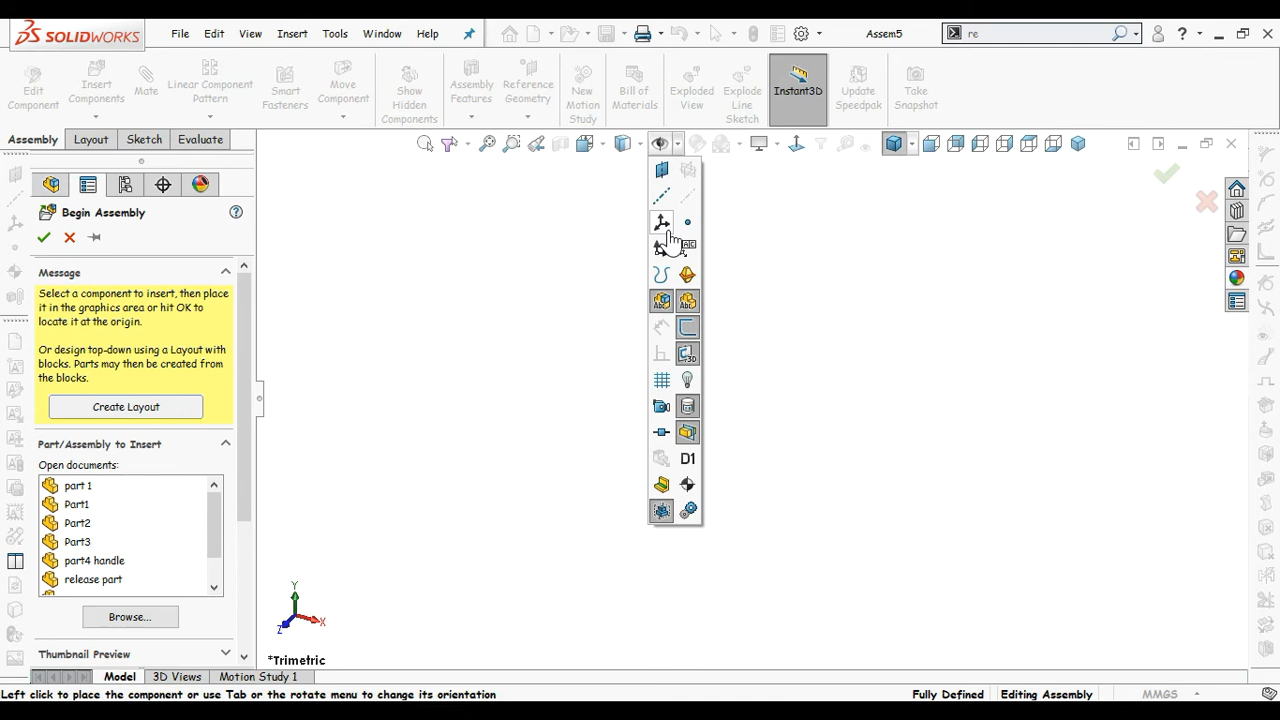 SOLIDWORKS
File Edit View Insert Tools Window Help
Assem5
re
Edit Component
Insert Components
Mate
Linear Component Pattern
Smart Fasteners
Move Component
Show Hidden Components
Assembly Features
Reference Geometry
New Motion Study
Bill of Materials
Exploded View
Explode Line Sketch
Instant3D
Update Speedpak
Take Snapshot
Assembly Layout Sketch Evaluate
Begin Assembly
Message
Select a component to insert, then place
it in the graphics area or hit OK to
locate it at the origin.
Or design top-down using a Layout with
blocks. Parts may then be created from
the blocks.
Create Layout
Part/Assembly to Insert
Open documents:
part 1
Part1
Part2
Part3
part4 handle
release part
Browse...
Thumbnail Preview
D1
Y
X
Z
*Trimetric
Model 3D Views Motion Study 1
Left click to place the component or use Tab or the rotate menu to change its orientation
Fully Defined Editing Assembly MMGS